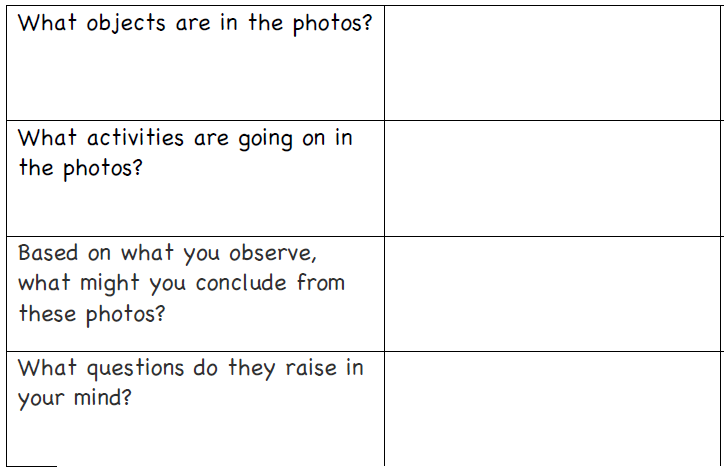 What objects are in the photos?
What activities are going on in
the photos?
Based on what you observe,
what might you conclude from
these photos?
What questions do they raise in
your mind?